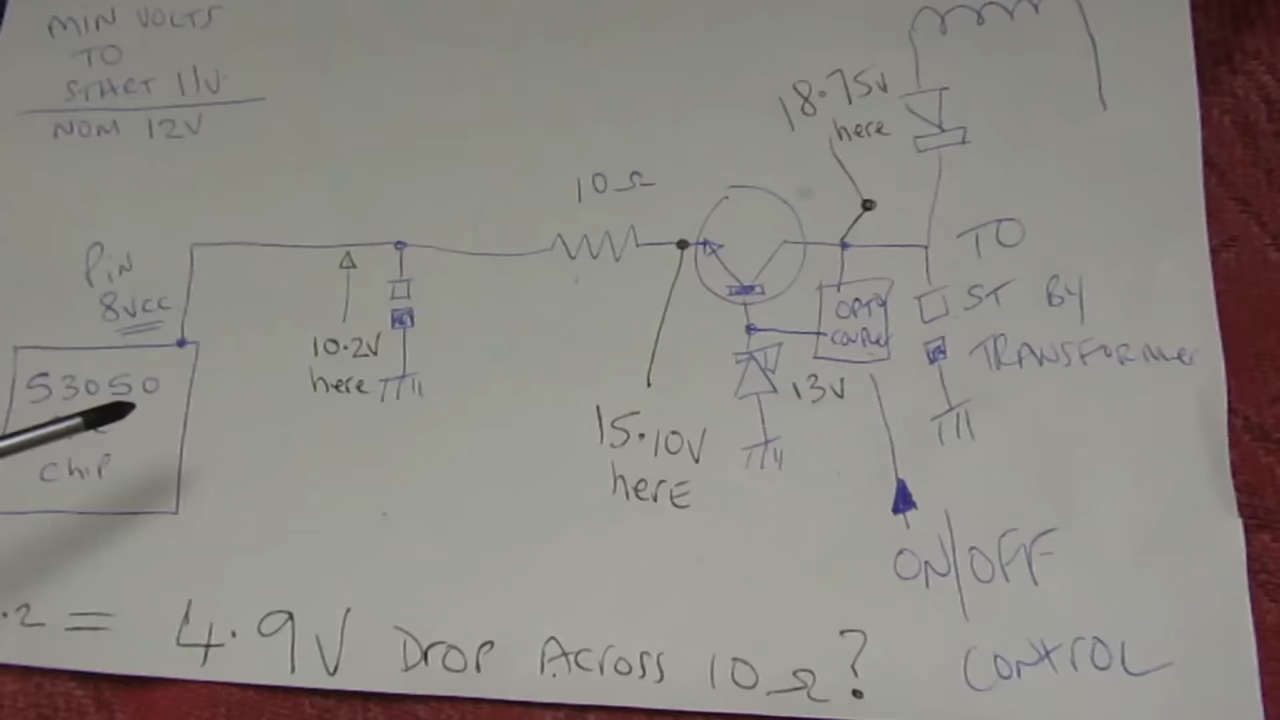 MIN VOLTS
TO
START 11V
NOM 12V
18.75V
here
10Ω
Pin
8VCC
TO
ST BY
TRANSFORMER
OPTO
COUPLER
10.2V
here
13V
S3050
chip
15.10V
here
ON/OFF
CONTROL
.2 = 4.9V DROP ACROSS 10Ω?